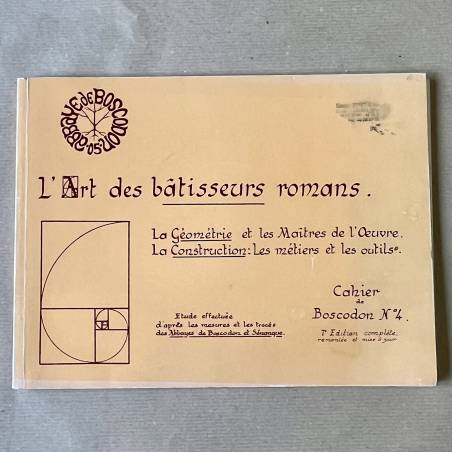 ABBAYE de BOSCODON 05
L'Art des bâtisseurs romans.
La Géométrie et les Maîtres de l'Œuvre.
La Construction: Les métiers et les outils.
Etude effectuée
d'après les mesures et les tracés
des Abbayes de Boscodon et Sénanque.
Cahier
de
Boscodon N°4.
7e Edition complète,
remaniée et mise à jour